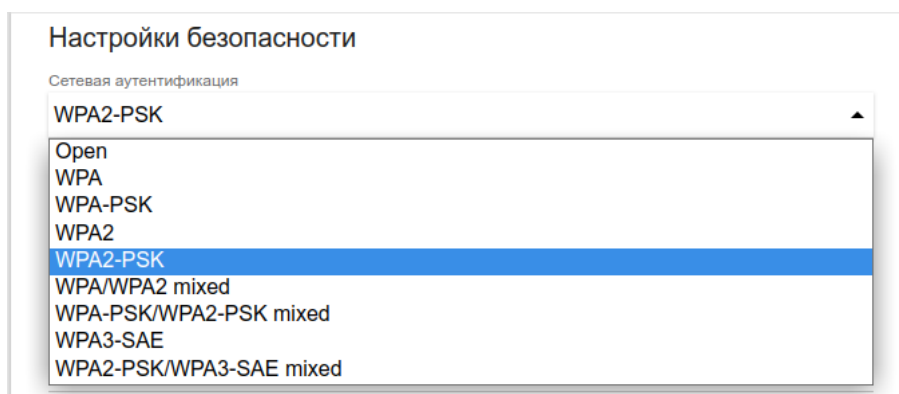 Настройки безопасности
Сетевая аутентификация
WPA2-PSK
Open
WPA
WPA-PSK
WPA2
WPA2-PSK
WPA/WPA2 mixed
WPA-PSK/WPA2-PSK mixed
WPA3-SAE
WPA2-PSK/WPA3-SAE mixed